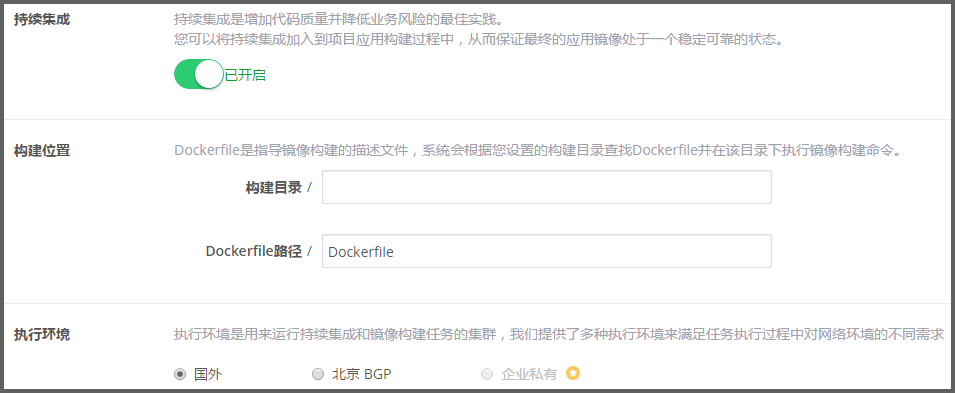 持续集成 持续集成是增加代码质量并降低业务风险的最佳实践。
您可以将持续集成加入到项目应用构建过程中，从而保证最终的应用镜像处于一个稳定可靠的状态。
已开启
构建位置 Dockerfile是指导镜像构建的描述文件，系统会根据您设置的构建目录查找Dockerfile并在该目录下执行镜像构建命令。
构建目录 /
Dockerfile路径 / Dockerfile
执行环境 执行环境是用来运行持续集成和镜像构建任务的集群，我们提供了多种执行环境来满足任务执行过程中对网络环境的不同需求
国外 北京 BGP 企业私有